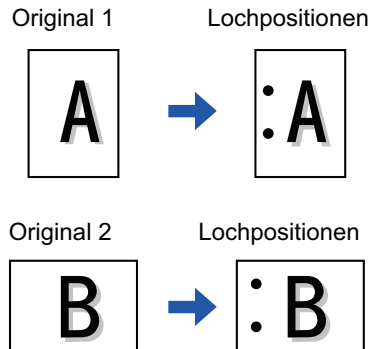 Original 1 Lochpositionen
A :A
Original 2 Lochpositionen
B :B